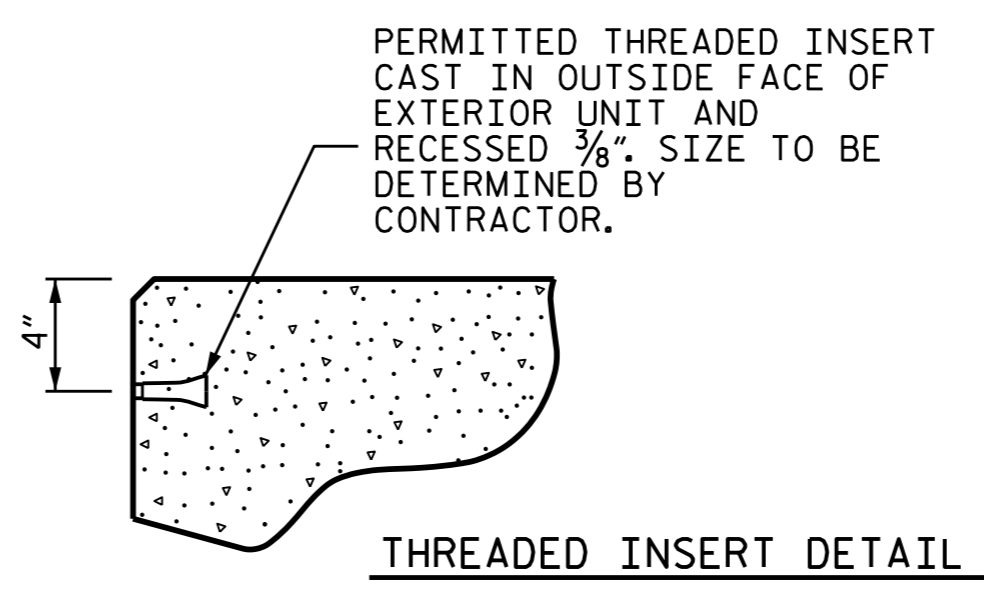 PERMITTED THREADED INSERT
CAST IN OUTSIDE FACE OF
EXTERIOR UNIT AND
RECESSED ⅜". SIZE TO BE
DETERMINED BY
CONTRACTOR.
4"
THREADED INSERT DETAIL